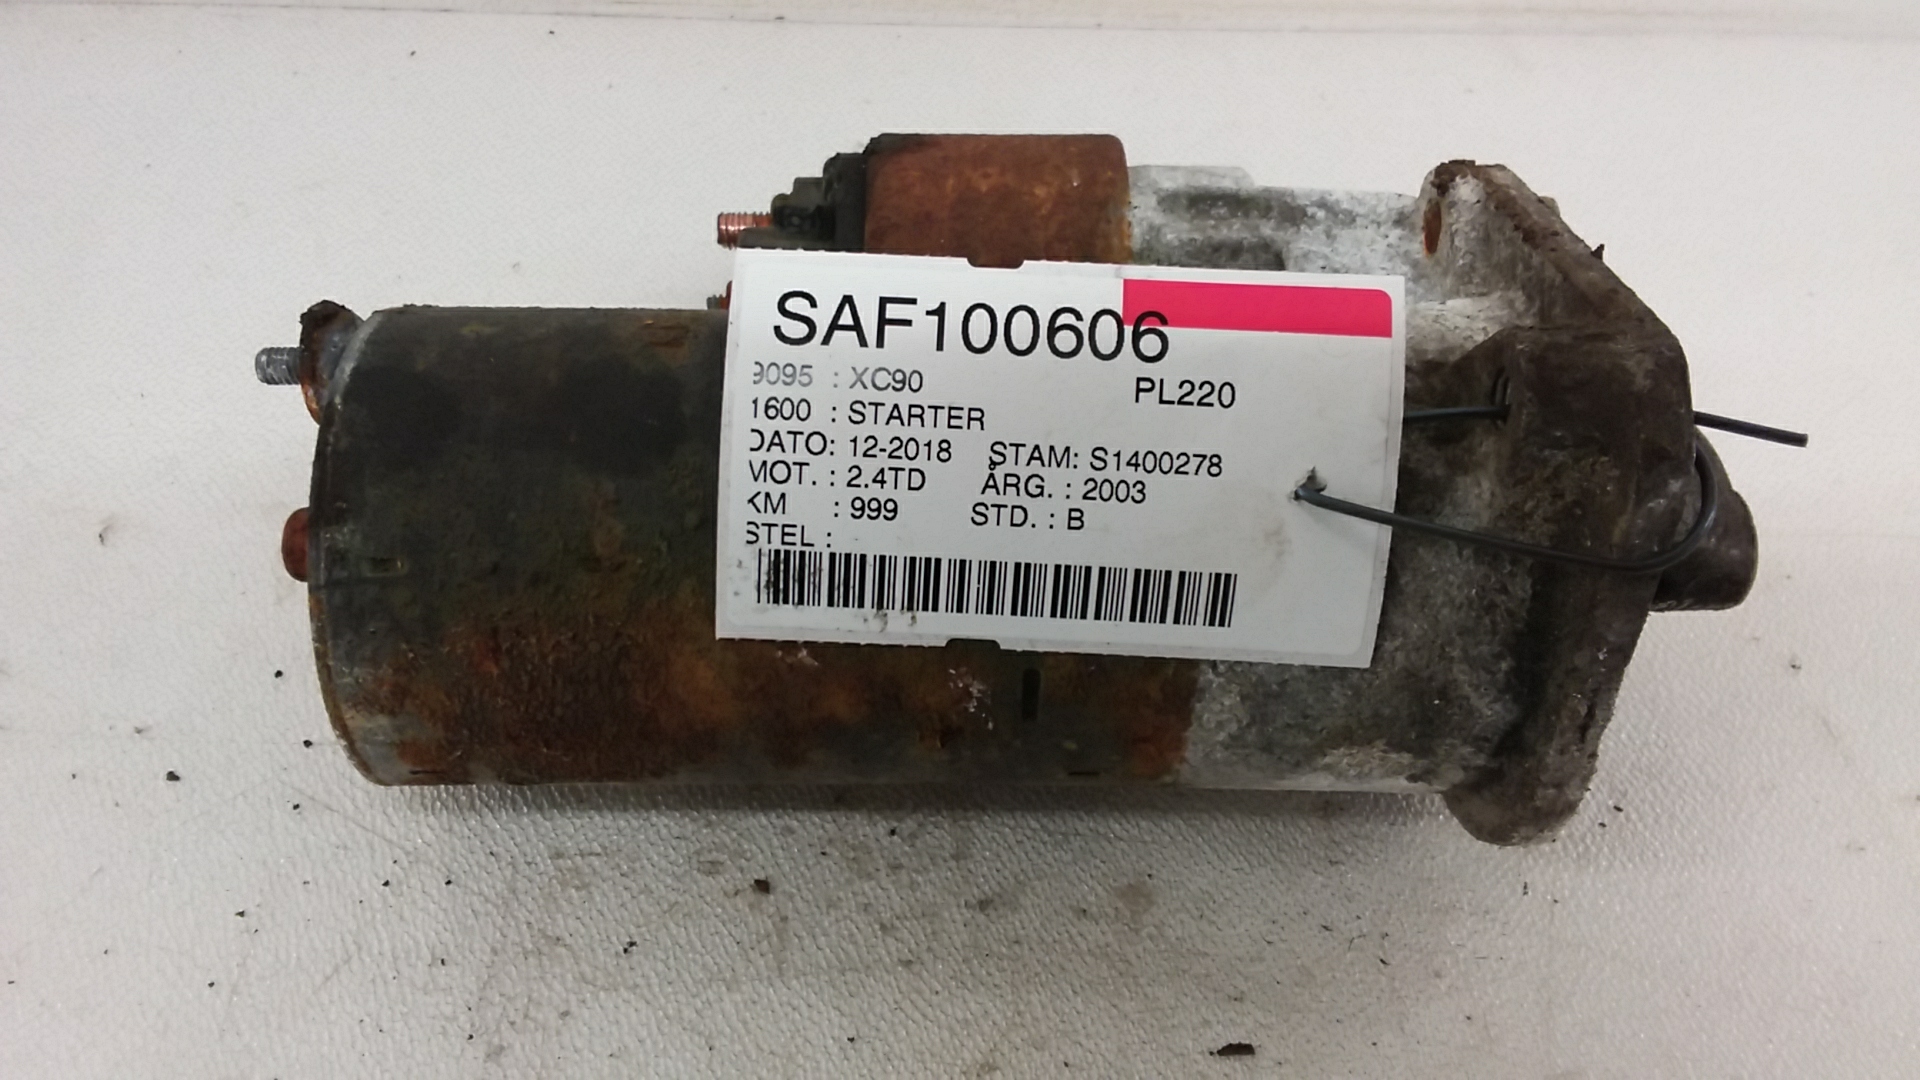 SAF100606
9095 : XC90 PL220
1600 : STARTER
DATO: 12-2018 STAM: S1400278
MOT. : 2.4TD ÅRG. : 2003
KM : 999 STD. : B
STEL :